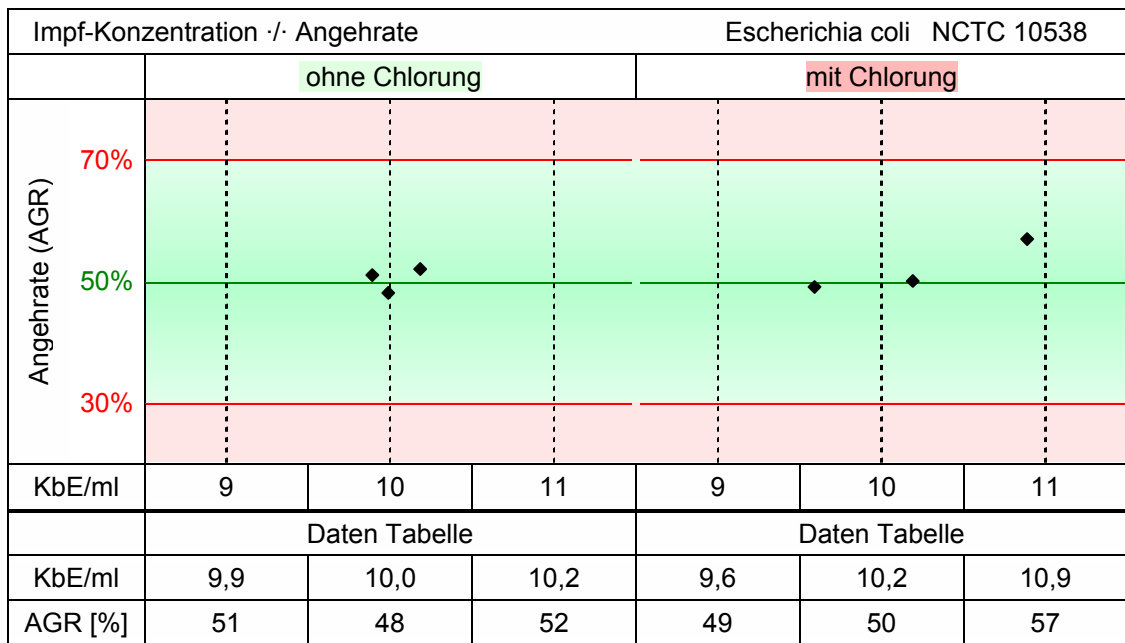 Impf-Konzentration ·/· Angehrate Escherichia coli NCTC 10538
ohne Chlorung mit Chlorung
Angehrate (AGR)
70%
50%
30%
KbE/ml 9 10 11 9 10 11
Daten Tabelle Daten Tabelle
KbE/ml 9,9 10,0 10,2 9,6 10,2 10,9
AGR [%] 51 48 52 49 50 57